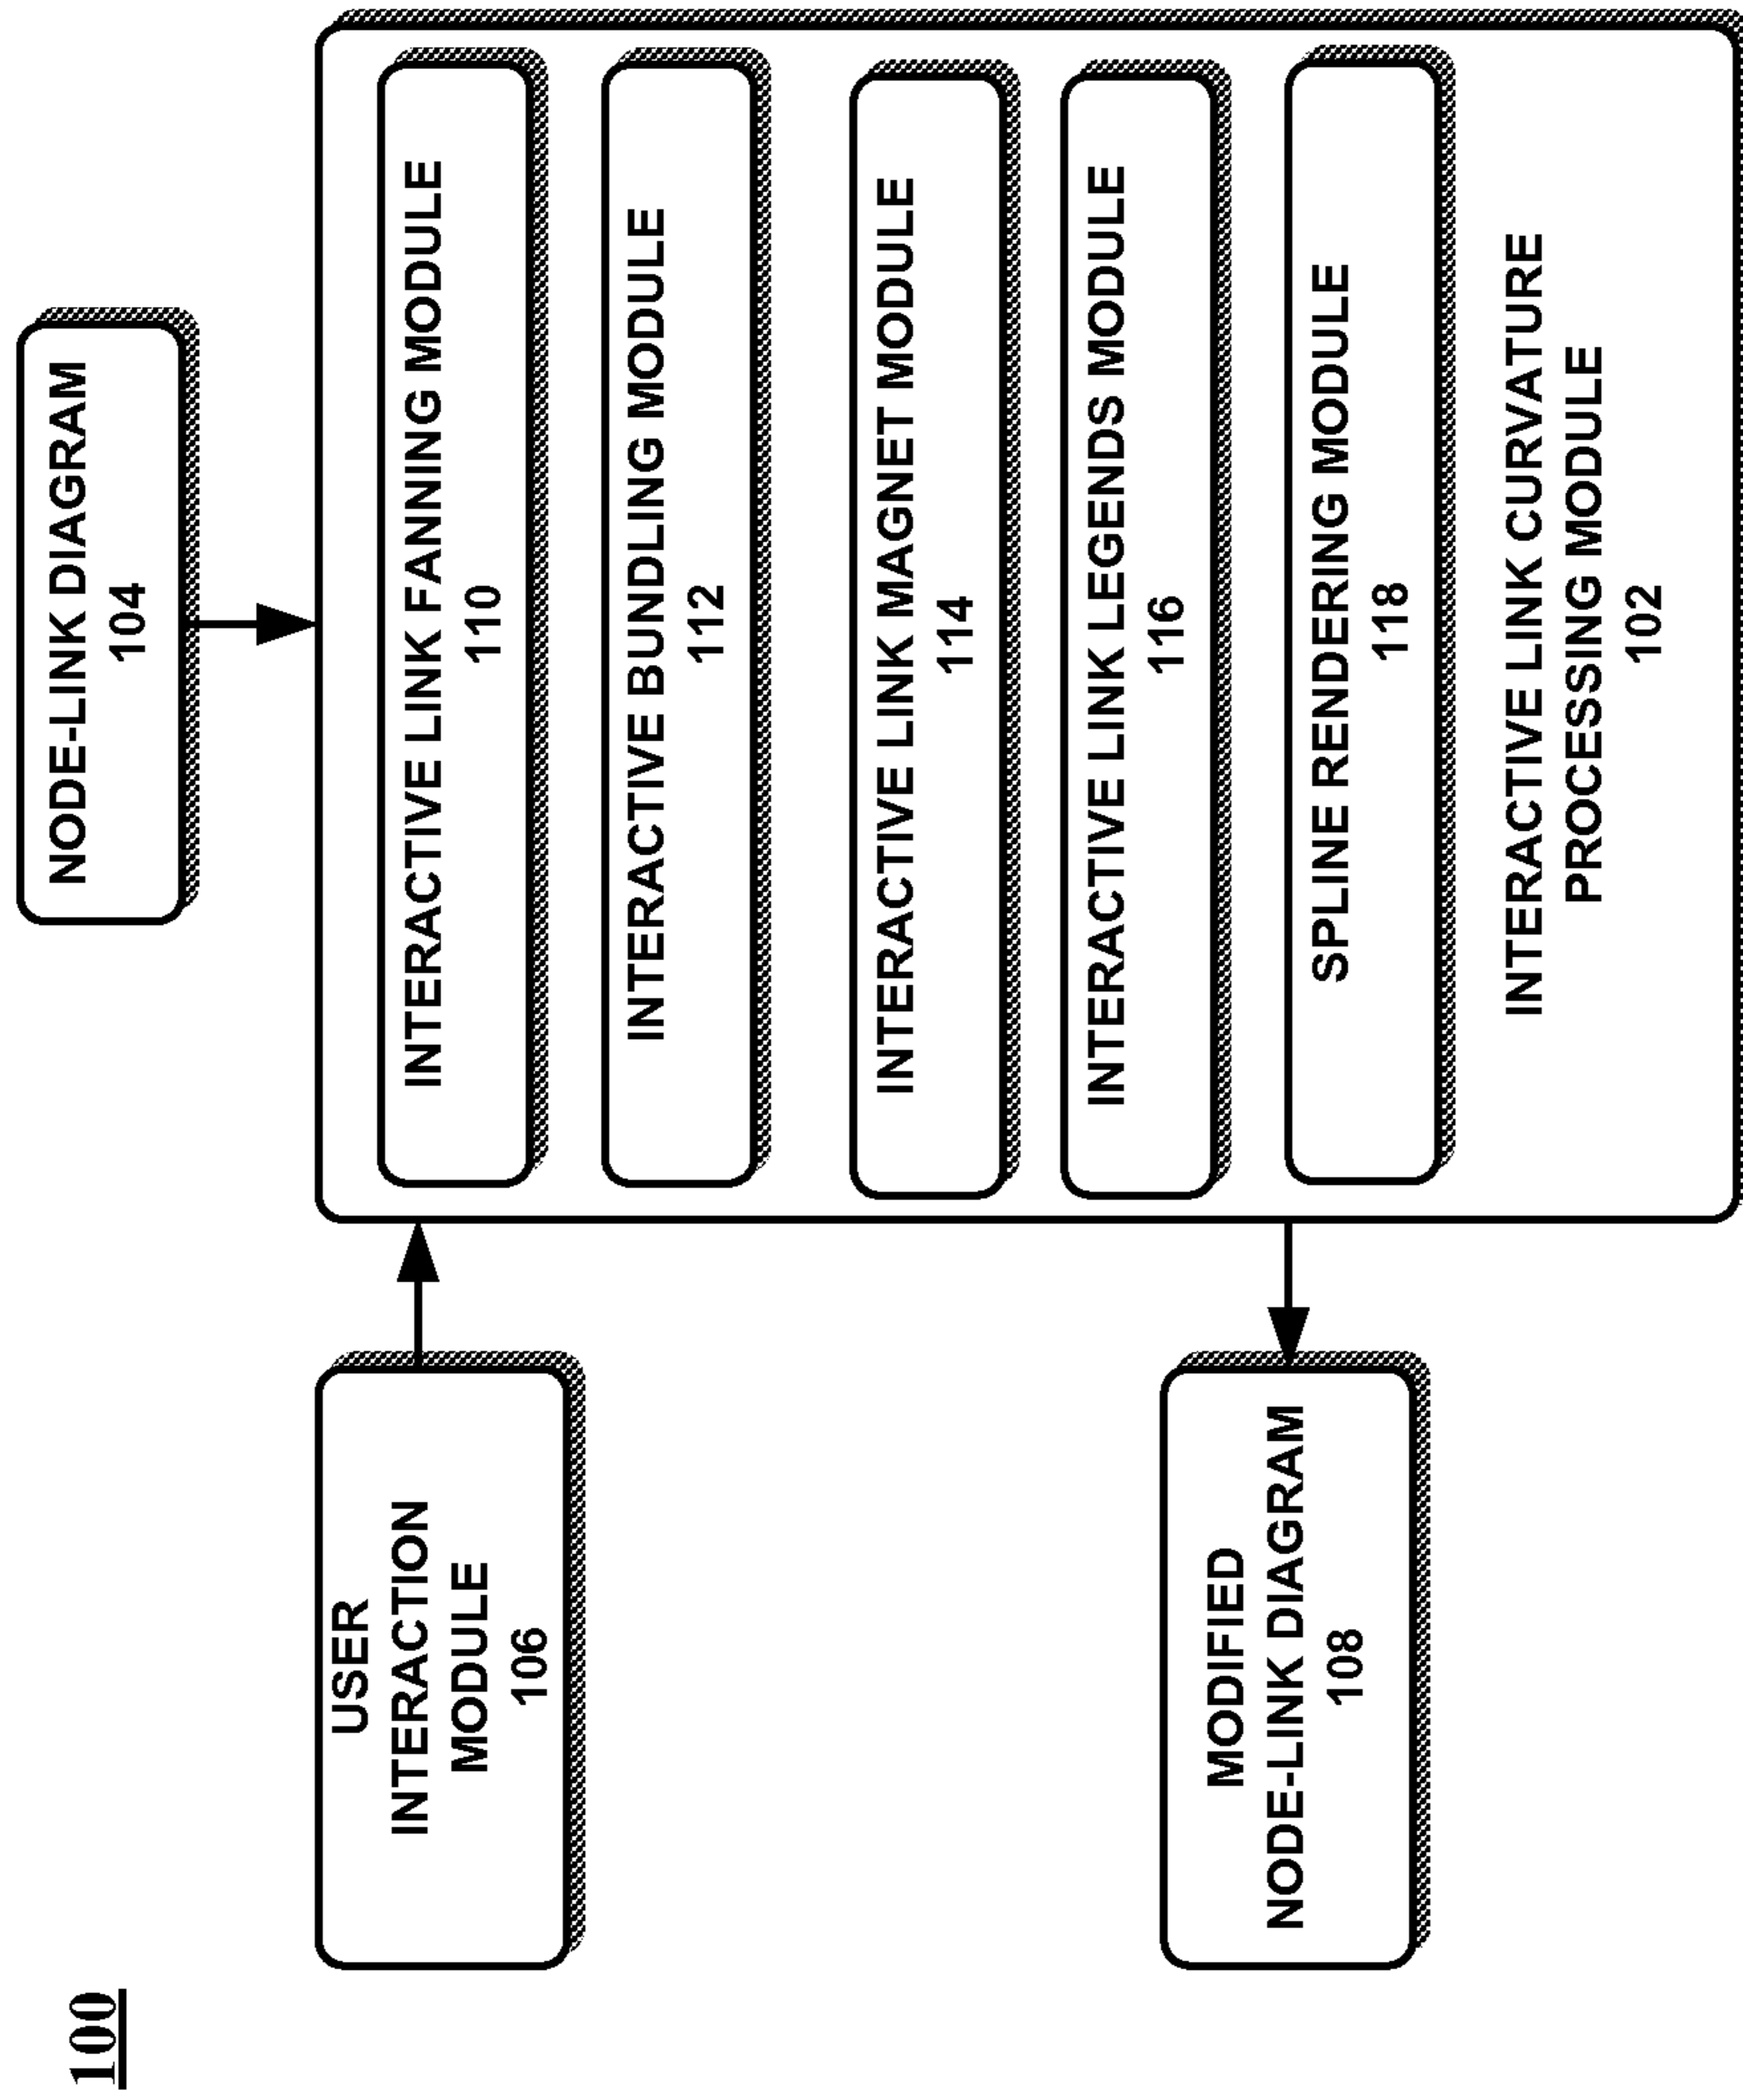 100
NODE-LINK DIAGRAM
104
USER
INTERACTION
MODULE
106
INTERACTIVE LINK FANNING MODULE
110
INTERACTIVE BUNDLING MODULE
112
INTERACTIVE LINK MAGNET MODULE
114
INTERACTIVE LINK LEGENDS MODULE
116
SPLINE RENDERING MODULE
118
INTERACTIVE LINK CURVATURE
PROCESSING MODULE
102
MODIFIED
NODE-LINK DIAGRAM
108